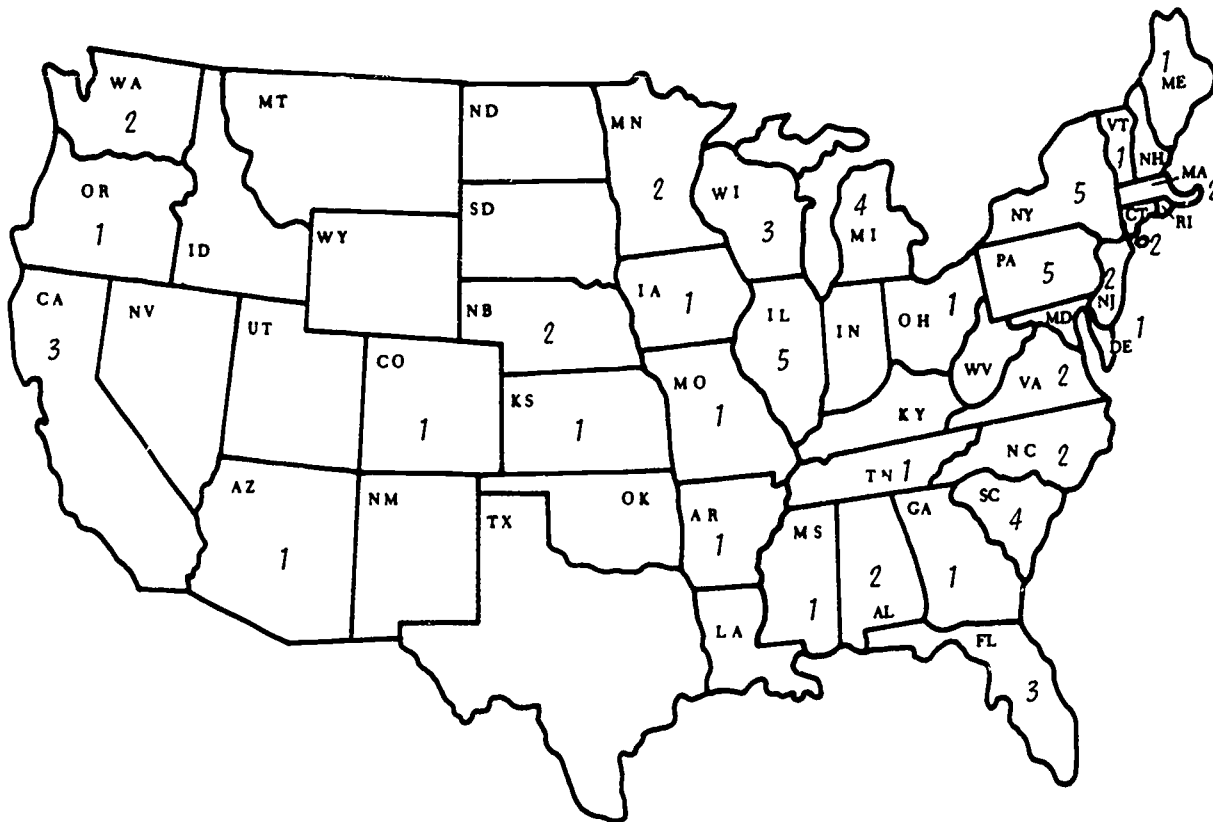 1
ME
WA
2
MT
ND
MN
VT
1
NH
MA
2
OR
1
ID
WY
SD
2
WI
3
4
MI
NY
5
CT
RI
2
PA
5
2
NJ
CA
3
NV
UT
NB
2
IA
1
IL
5
IN
OH
1
MD
DE
1
CO
1
KS
1
MO
1
KY
WV
VA
2
AZ
1
NM
OK
TX
AR
1
TN
1
NC
2
MS
1
2
AL
GA
1
SC
4
LA
FL
3